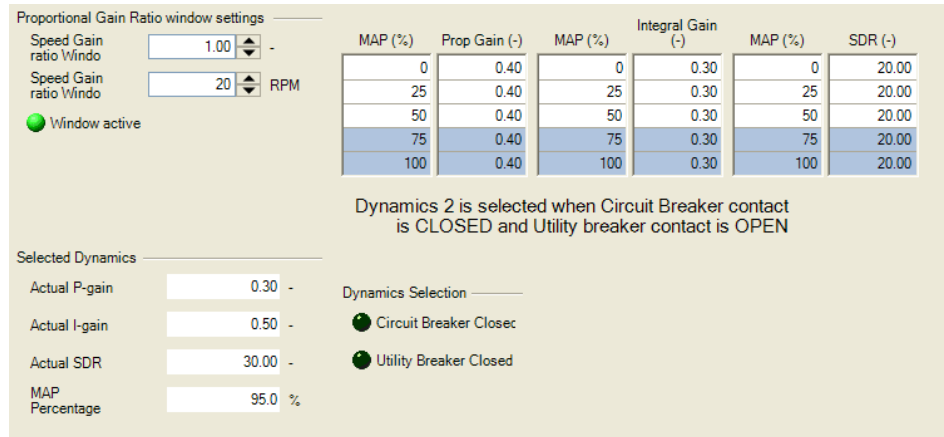 Proportional Gain Ratio window settings
Speed Gain
ratio Windo
1.00 -
Speed Gain
ratio Windo
20 RPM
Window active
MAP (%) Prop Gain (-) MAP (%) Integral Gain (-) MAP (%) SDR (-)
0 0.40 0 0.30 0 20.00
25 0.40 25 0.30 25 20.00
50 0.40 50 0.30 50 20.00
75 0.40 75 0.30 75 20.00
100 0.40 100 0.30 100 20.00
Dynamics 2 is selected when Circuit Breaker contact
is CLOSED and Utility breaker contact is OPEN
Selected Dynamics
Actual P-gain 0.30 -
Actual I-gain 0.50 -
Actual SDR 30.00 -
MAP
Percentage
95.0 %
Dynamics Selection
Circuit Breaker Closec
Utility Breaker Closed